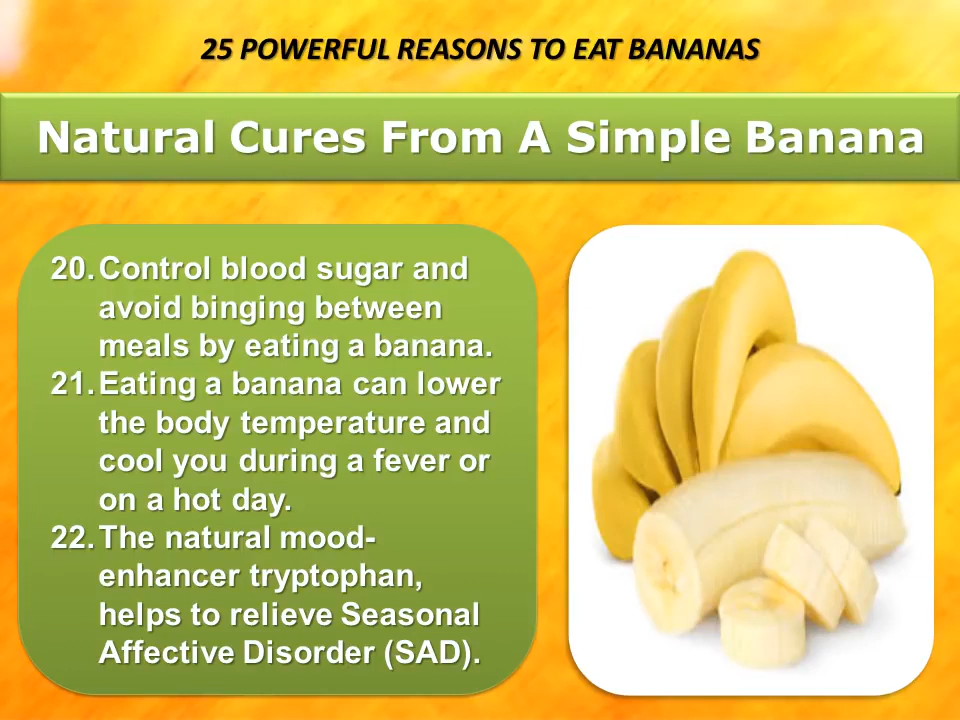 25 POWERFUL REASONS TO EAT BANANAS
Natural Cures From A Simple Banana
20. Control blood sugar and
avoid binging between
meals by eating a banana.
21. Eating a banana can lower
the body temperature and
cool you during a fever or
on a hot day.
22. The natural mood-
enhancer tryptophan,
helps to relieve Seasonal
Affective Disorder (SAD).